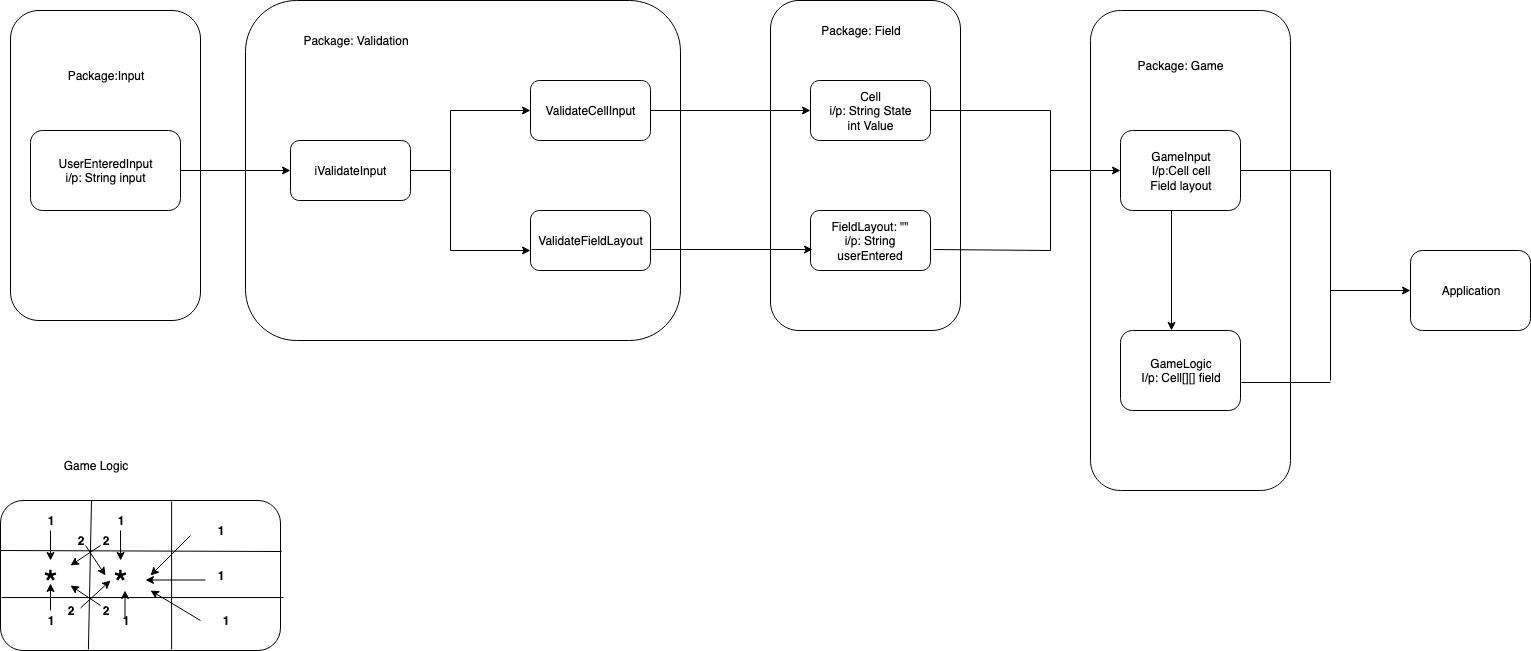 Package:Input
UserEnteredInput
i/p: String input
Package: Validation
iValidateInput
ValidateCellInput
ValidateFieldLayout
Package: Field
Cell
i/p: String State
int Value
FieldLayout: ""
i/p: String
userEntered
Package: Game
GameInput
I/p:Cell cell
Field layout
GameLogic
I/p: Cell[][] field
Application
Game Logic
1 1 1
2 2
* * 1
2 2
1 1 1